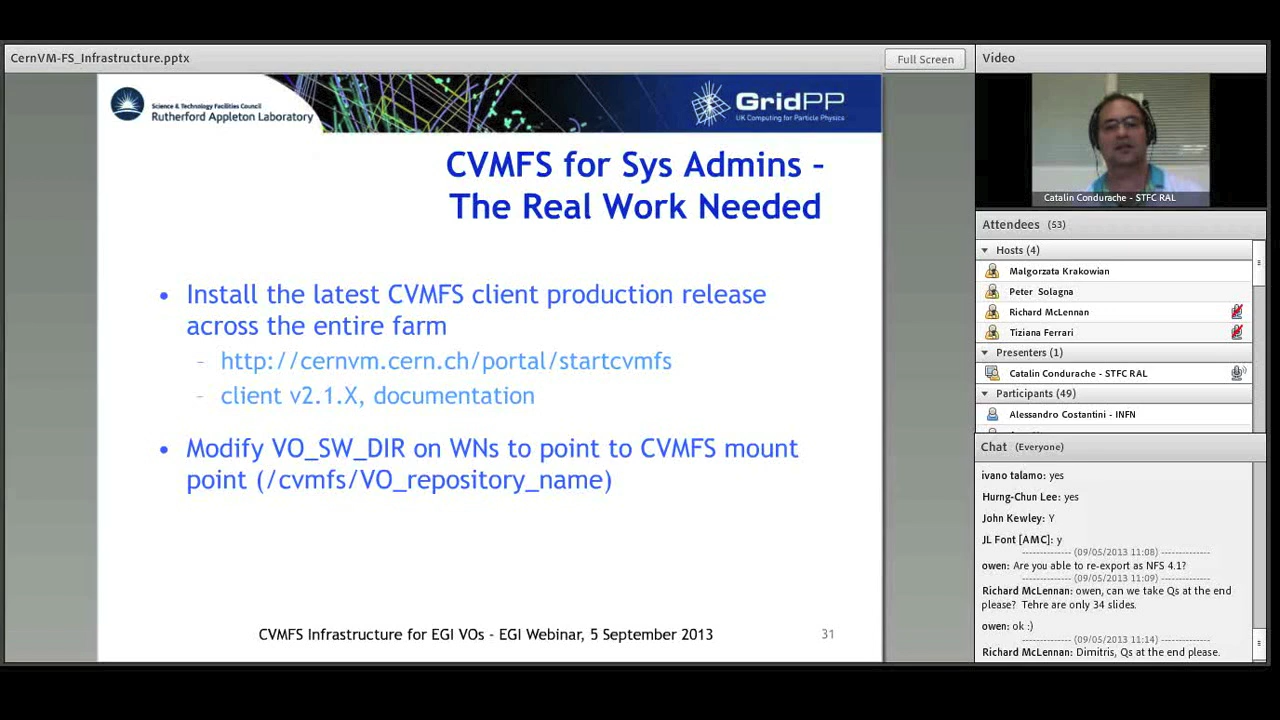 CernVM-FS_Infrastructure.pptx
Full Screen
Science & Technology Facilities Council
Rutherford Appleton Laboratory
GridPP
UK Computing for Particle Physics
CVMFS for Sys Admins –
The Real Work Needed
• Install the latest CVMFS client production release
across the entire farm
– http://cernvm.cern.ch/portal/startcvmfs
– client v2.1.X, documentation
• Modify VO_SW_DIR on WNs to point to CVMFS mount
point (/cvmfs/VO_repository_name)
CVMFS Infrastructure for EGI VOs - EGI Webinar, 5 September 2013
31
Video
Catalin Condurache - STFC RAL
Attendees (53)
Hosts (4)
Malgorzata Krakowian
Peter Solagna
Richard McLennan
Tiziana Ferrari
Presenters (1)
Catalin Condurache - STFC RAL
Participants (49)
Alessandro Costantini - INFN
Chat (Everyone)
ivano talamo: yes
Hurng-Chun Lee: yes
John Kewley: Y
JL Font [AMC]: y
-------------- (09/05/2013 11:08) --------------
owen: Are you able to re-export as NFS 4.1?
-------------- (09/05/2013 11:09) --------------
Richard McLennan: owen, can we take Qs at the end
please? Tehre are only 34 slides.
owen: ok :)
-------------- (09/05/2013 11:14) --------------
Richard McLennan: Dimitris, Qs at the end please.